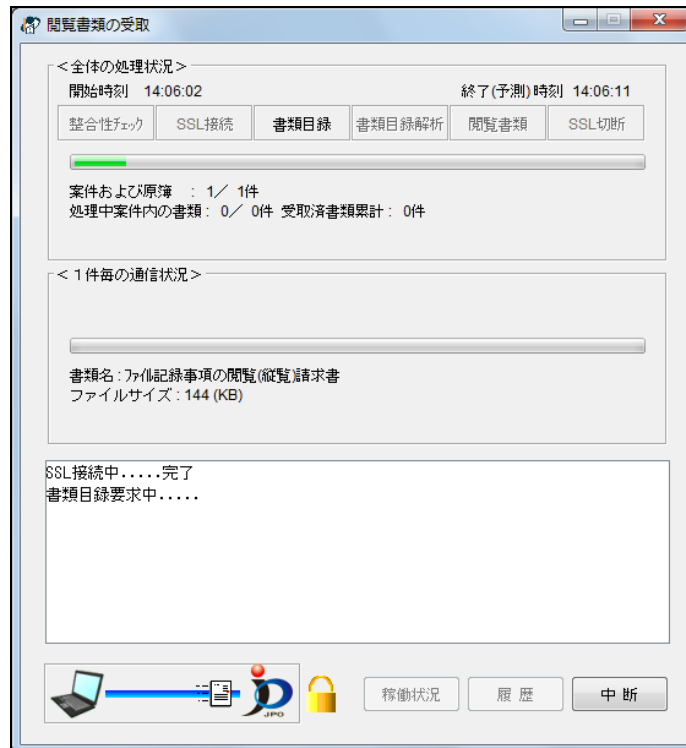 閲覧書類の受取
＜全体の処理状況＞
開始時刻 14:06:02 終了(予測)時刻 14:06:11
整合性ﾁｪｯｸ SSL接続 書類目録 書類目録解析 閲覧書類 SSL切断
案件および原簿 : 1／ 1件
処理中案件内の書類 : 0／ 0件 受取済書類累計 : 0件
＜１件毎の通信状況＞
書類名 : ﾌｧｲﾙ記録事項の閲覧(縦覧)請求書
ファイルサイズ : 144 (KB)
SSL接続中.....完了
書類目録要求中.....
JPO
稼働状況 履 歴 中 断